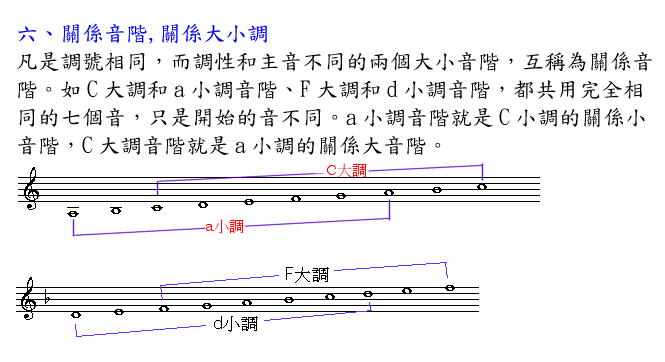 六、關係音階,關係大小調
凡是調號相同，而調性和主音不同的兩個大小音階，互稱為關係音
階。如C大調和a小調音階、F大調和d小調音階，都共用完全相
同的七個音，只是開始的音不同。a小調音階就是C小調的關係小
音階，C大調音階就是a小調的關係大音階。
C大調
a小調
F大調
d小調